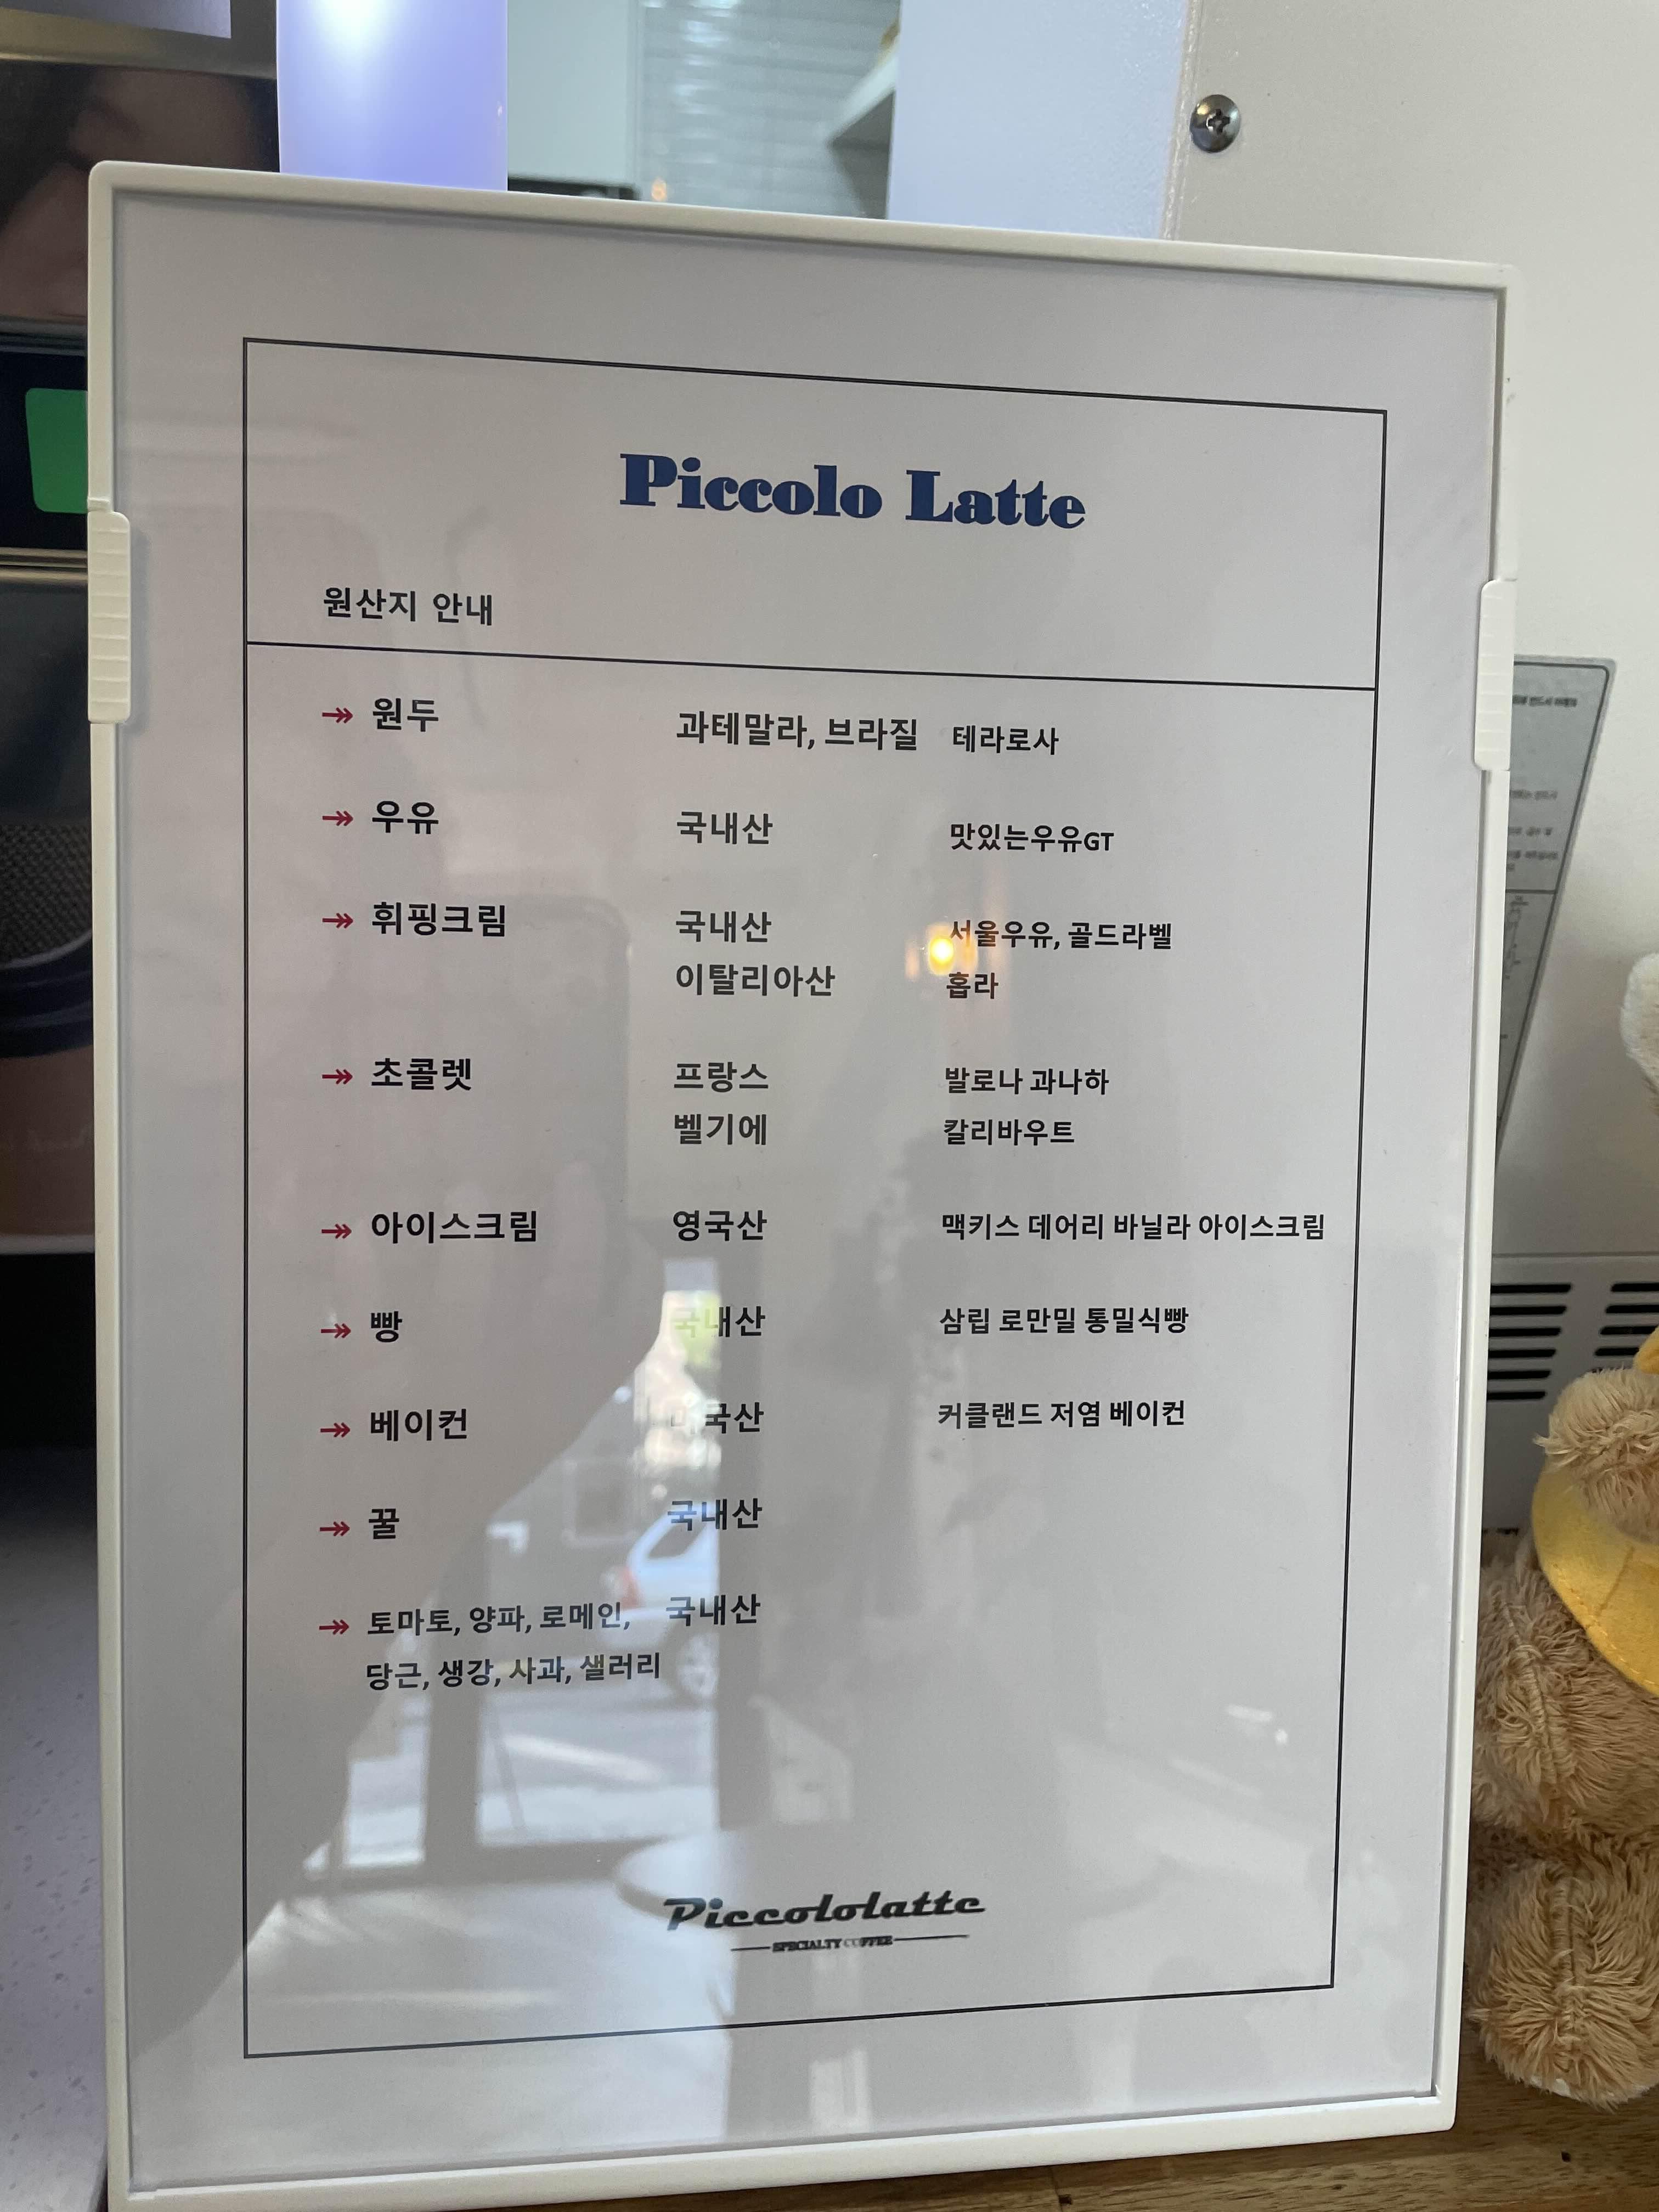 Piccolo Latte
원산지 안내
↠ 원두 과테말라, 브라질 테라로사
↠ 우유 국내산 맛있는우유GT
↠ 휘핑크림 국내산 서울우유, 골드라벨
이탈리아산 홉라
↠ 초콜렛 프랑스 발로나 과나하
벨기에 칼리바우트
↠ 아이스크림 영국산 맥키스 데어리 바닐라 아이스크림
↠ 빵 국내산 삼립 로만밀 통밀식빵
↠ 베이컨 미국산 커클랜드 저염 베이컨
↠ 꿀 국내산
↠ 토마토, 양파, 로메인, 국내산
당근, 생강, 사과, 샐러리
Piccololatte
SPECIALTY COFFEE